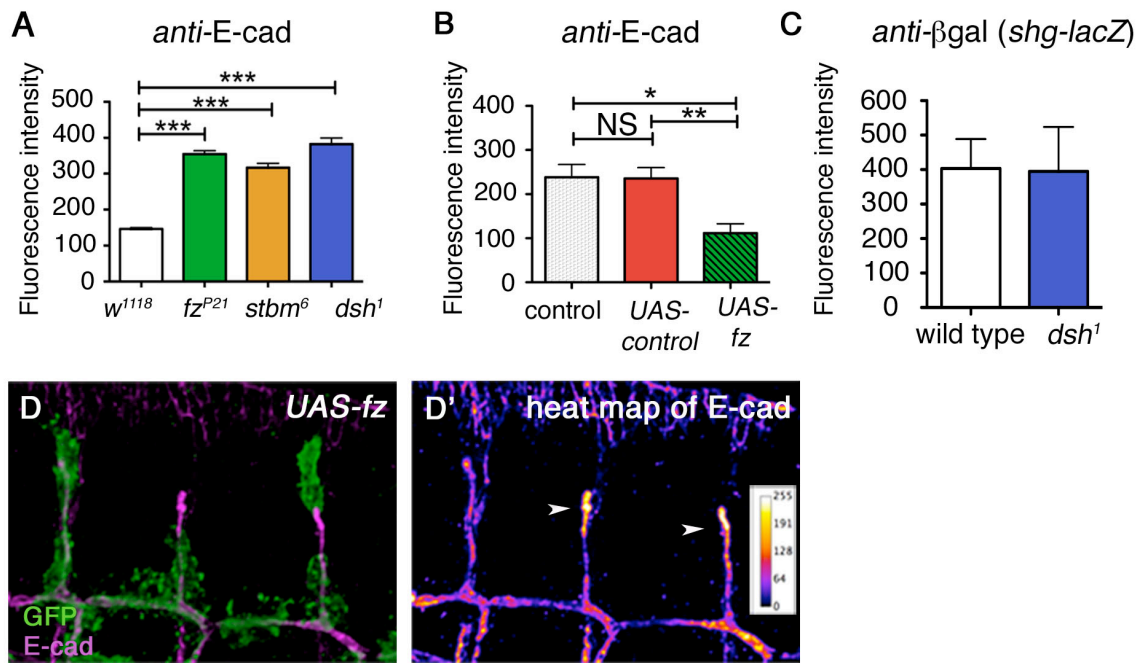 A
anti-E-cad
Fluorescence intensity
500
400
300
200
100
0
***
***
***
w1118
fzP21
stbm6
dsh1
B
anti-E-cad
Fluorescence intensity
400
300
200
100
0
*
NS
**
control
UAS-
control
UAS-
fz
C
anti-βgal (shg-lacZ)
Fluorescence intensity
600
500
400
300
200
100
0
wild type
dsh1
D
UAS-fz
GFP
E-cad
D'
heat map of E-cad
255
191
128
64
0